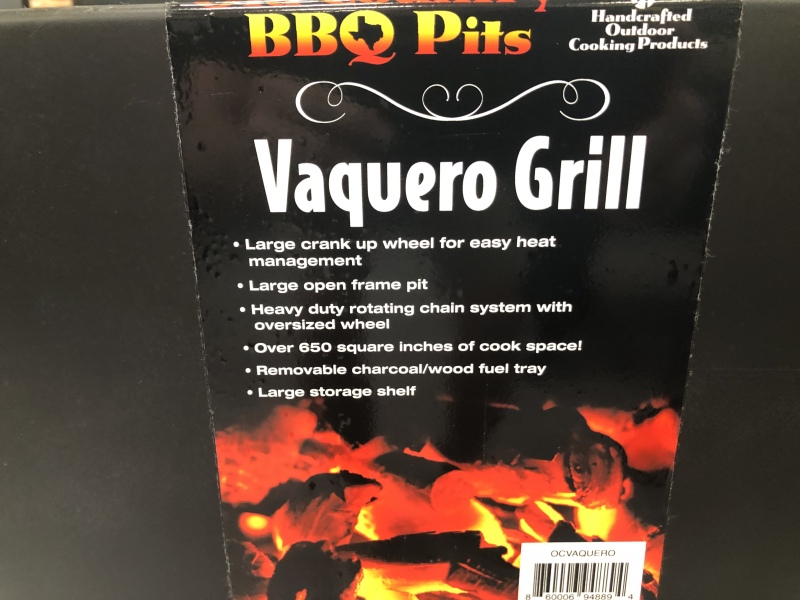 BBQ Pits
Handcrafted
Outdoor
Cooking Products
Vaquero Grill
• Large crank up wheel for easy heat
management
• Large open frame pit
• Heavy duty rotating chain system with
oversized wheel
• Over 650 square inches of cook space!
• Removable charcoal/wood fuel tray
• Large storage shelf
OCVAQUERO
8 60006 94889 4